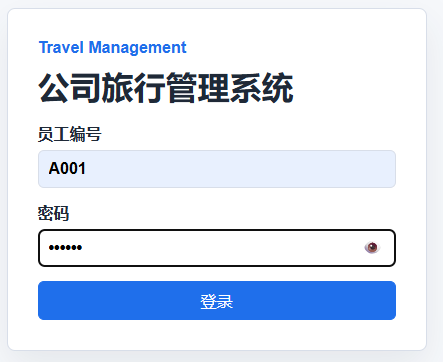 Travel Management
公司旅行管理系统
员工编号
A001
密码
••••••
登录